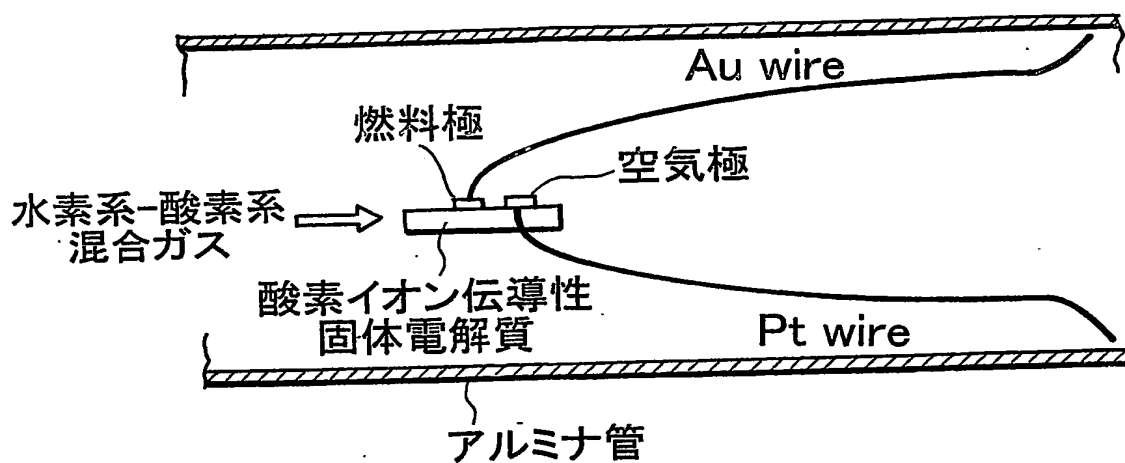 Au wire
燃料極
空気極
水素系-酸素系
混合ガス
酸素イオン伝導性
固体電解質
Pt wire
アルミナ管